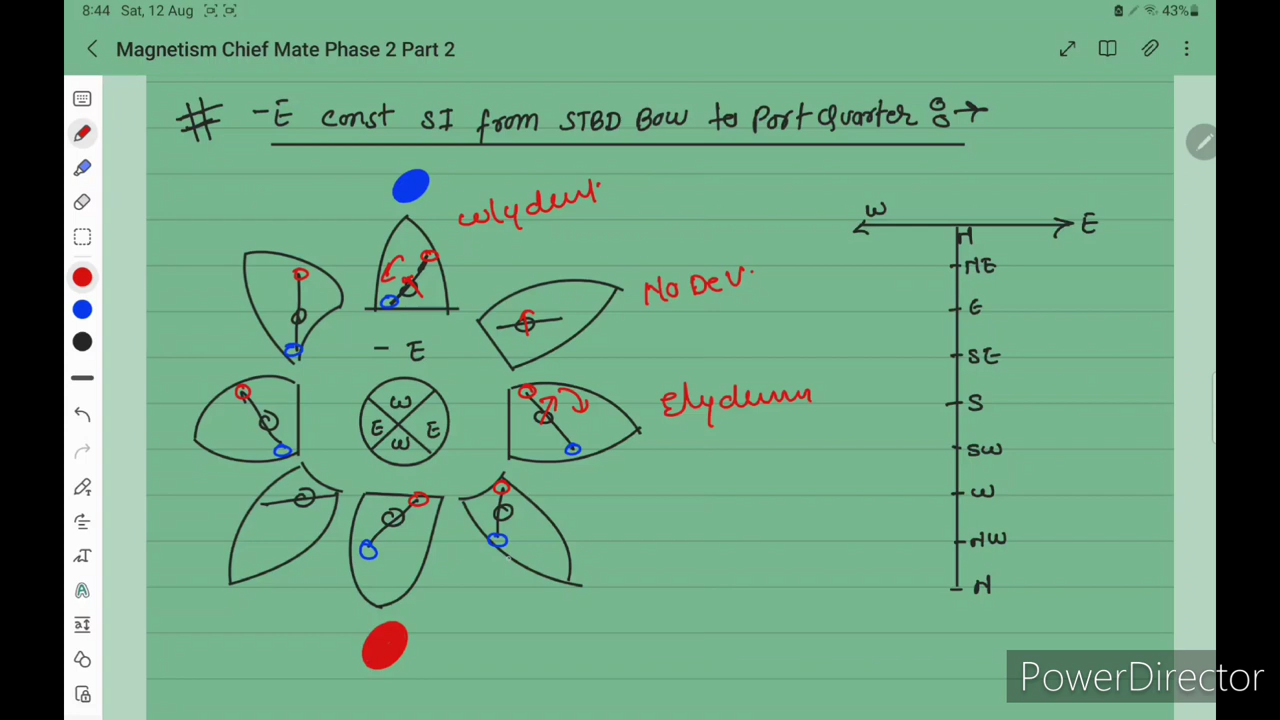 8:44 Sat, 12 Aug
43%
Magnetism Chief Mate Phase 2 Part 2
# -E const SI from STBD Bow to Port Quarter
W
E
N
No Dev.
NE
E
- E
SE
W
S
E
E
W
SW
W
NW
N
PowerDirector